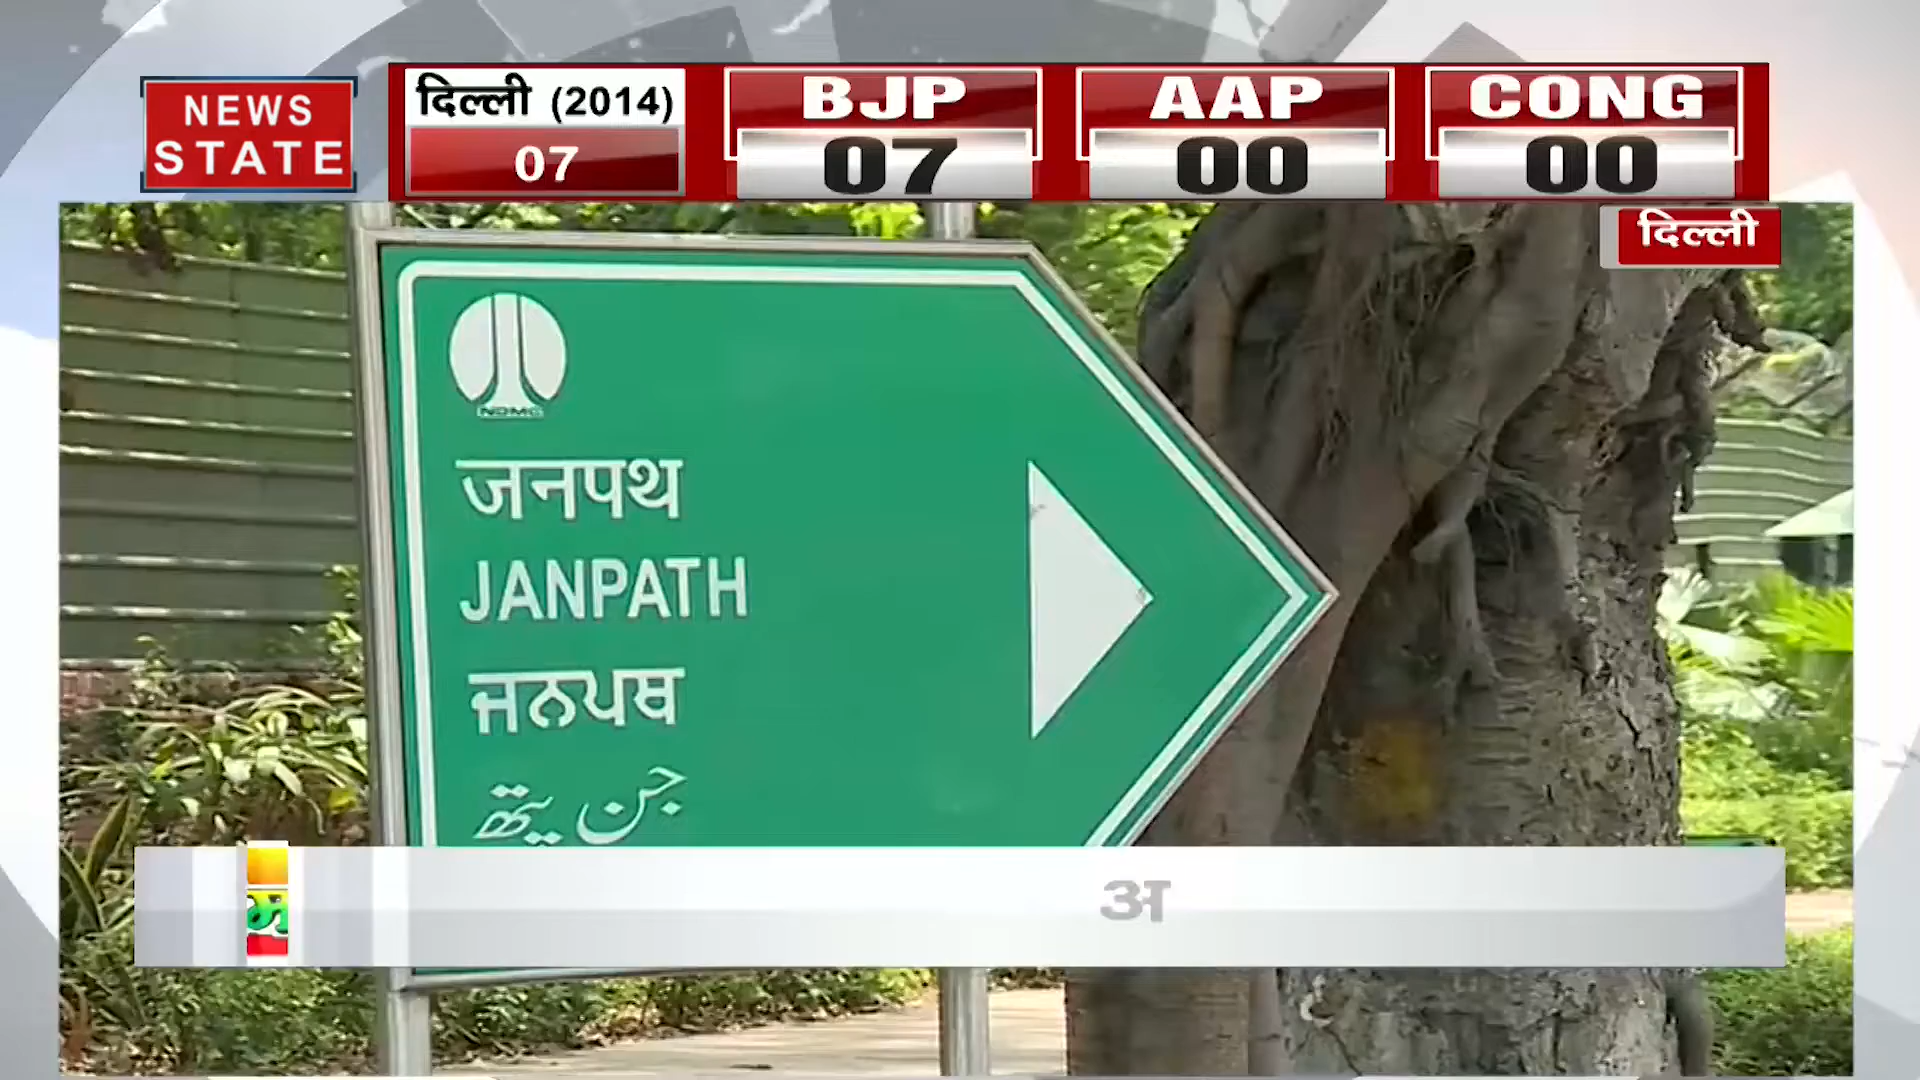 NEWS
STATE
दिल्ली (2014)
07
BJP
07
AAP
00
CONG
00
दिल्ली
NDMC
जनपथ
JANPATH
ਜਨਪਥ
جن پتھ
अ